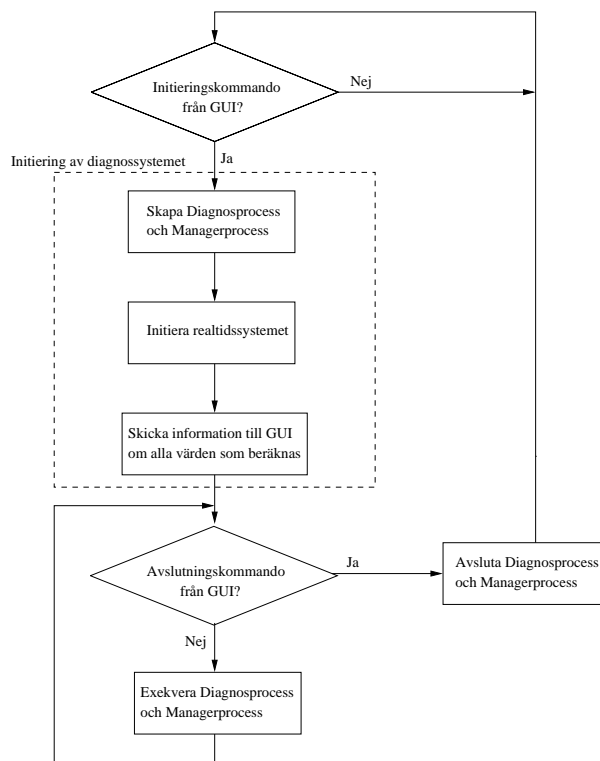 Initieringskommando
från GUI?
Nej
Ja
Initiering av diagnossystemet
Skapa Diagnosprocess
och Managerprocess
Initiera realtidssystemet
Skicka information till GUI
om alla värden som beräknas
Avslutningskommando
från GUI?
Ja
Avsluta Diagnosprocess
och Managerprocess
Nej
Exekvera Diagnosprocess
och Managerprocess